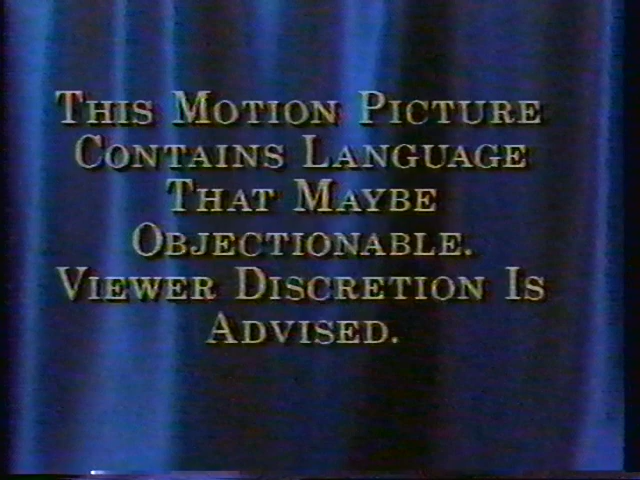 This Motion Picture
Contains Language
That Maybe
Objectionable.
Viewer Discretion Is
Advised.